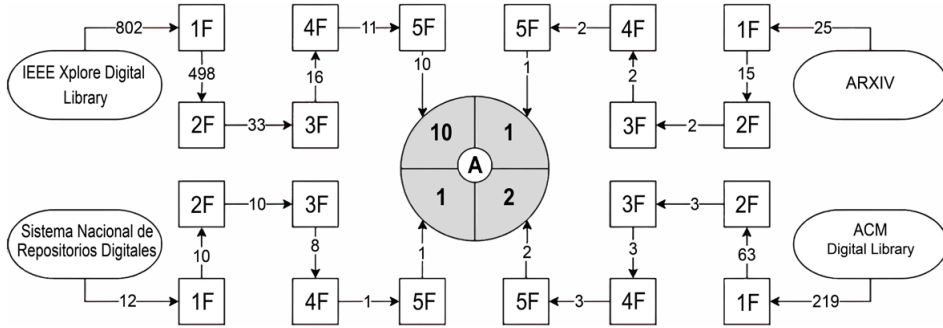 802
1F
4F
11
5F
5F
2
4F
1F
25
IEEE Xplore Digital
Library
498
16
10
1
2
15
ARXIV
2F
33
3F
3F
2
2F
10
1
A
1
2
2F
10
3F
3F
3
2F
Sistema Nacional de
Repositorios Digitales
10
8
1
2
3
63
ACM
Digital Library
12
1F
4F
1
5F
5F
3
4F
1F
219